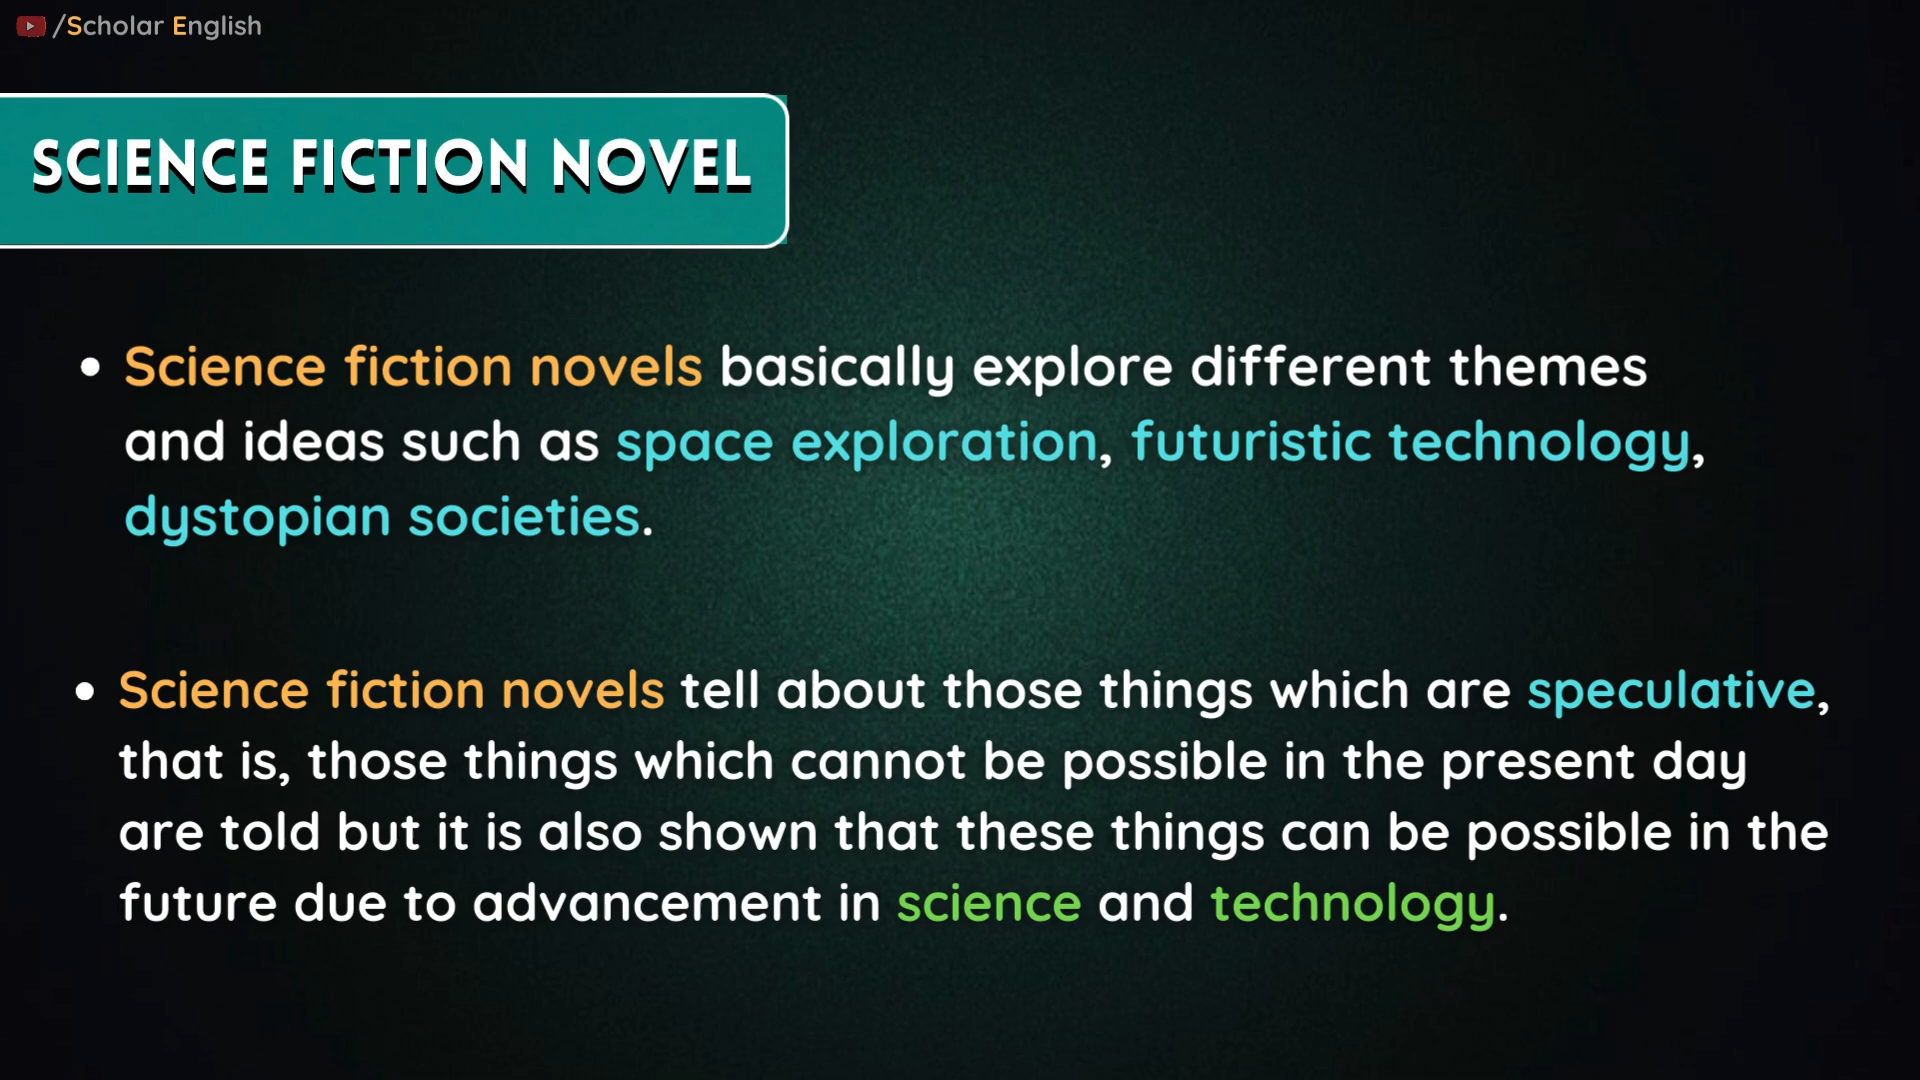 /Scholar English
SCIENCE FICTION NOVEL
• Science fiction novels basically explore different themes
and ideas such as space exploration, futuristic technology,
dystopian societies.
• Science fiction novels tell about those things which are speculative,
that is, those things which cannot be possible in the present day
are told but it is also shown that these things can be possible in the
future due to advancement in science and technology.